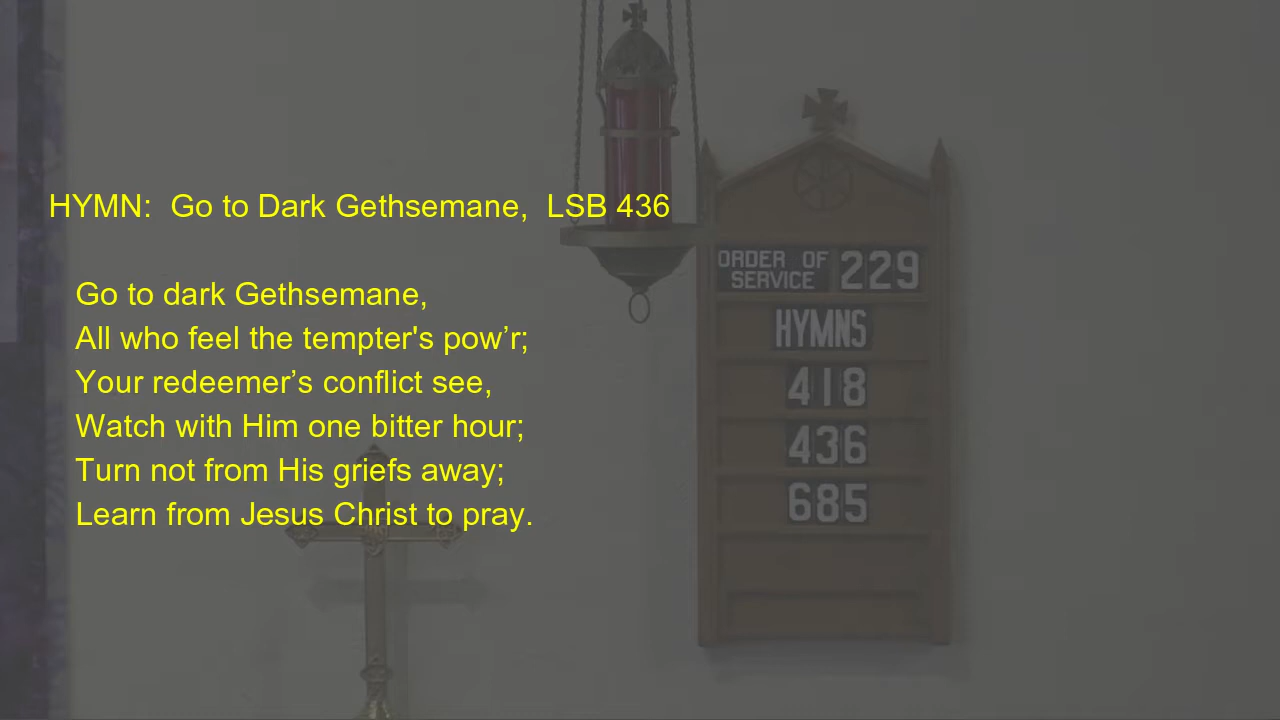 HYMN:  Go to Dark Gethsemane,  LSB 436
Go to dark Gethsemane,
All who feel the tempter's pow’r;
Your redeemer’s conflict see,
Watch with Him one bitter hour;
Turn not from His griefs away;
Learn from Jesus Christ to pray.
ORDER OF SERVICE 229
HYMNS
418
436
685